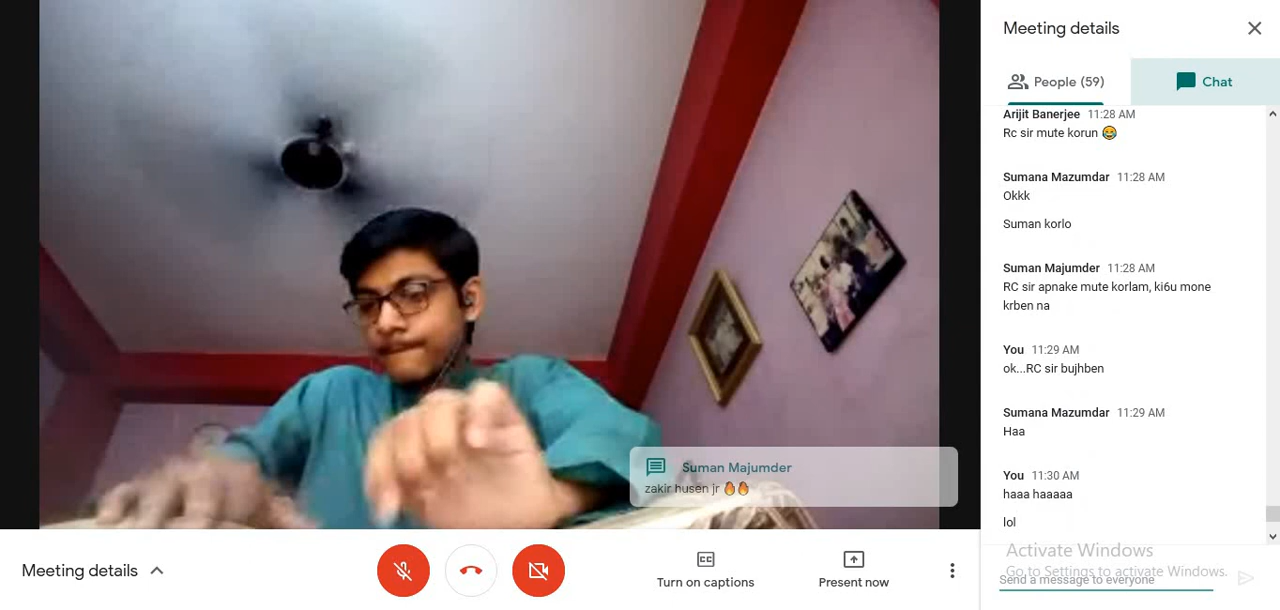 Meeting details
People (59)
Chat
Arijit Banerjee 11:28 AM
Rc sir mute korun 😂
Sumana Mazumdar 11:28 AM
Okkk
Suman korlo
Suman Majumder 11:28 AM
RC sir apnake mute korlam, ki6u mone
krben na
You 11:29 AM
ok...RC sir bujhben
Sumana Mazumdar 11:29 AM
Haa
You 11:30 AM
haaa haaaaa
lol
Activate Windows
Go to Settings to activate Windows.
Send a message to everyone
Suman Majumder
zakir husen jr 🔥🔥
Meeting details
CC
Turn on captions
Present now